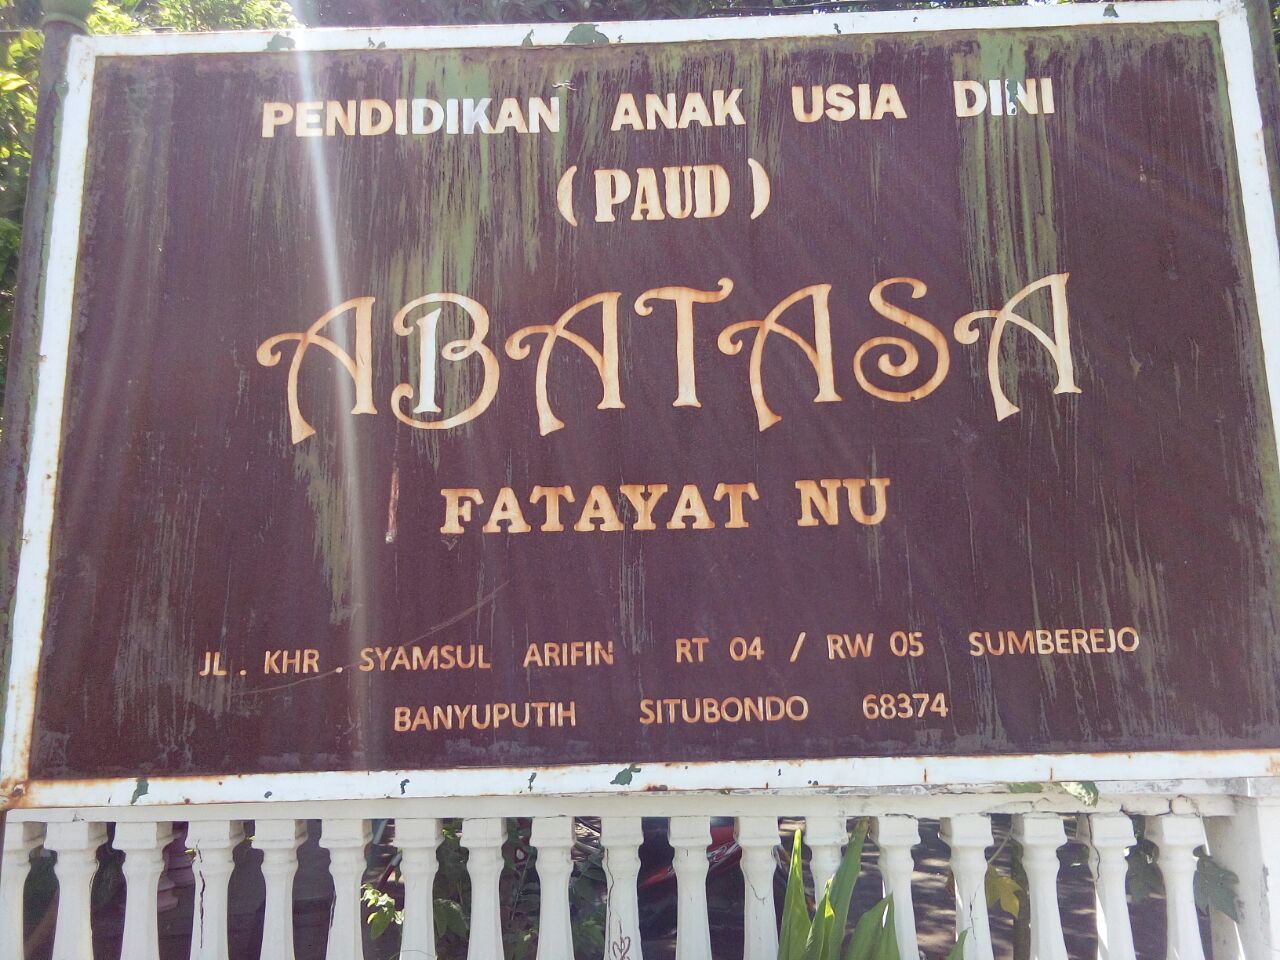 PENDIDIKAN ANAK USIA DINI
(PAUD)
ABATASA
FATAYAT NU
JL. KHR. SYAMSUL ARIFIN RT 04 / RW 05 SUMBEREJO
BANYUPUTIH SITUBONDO 68374